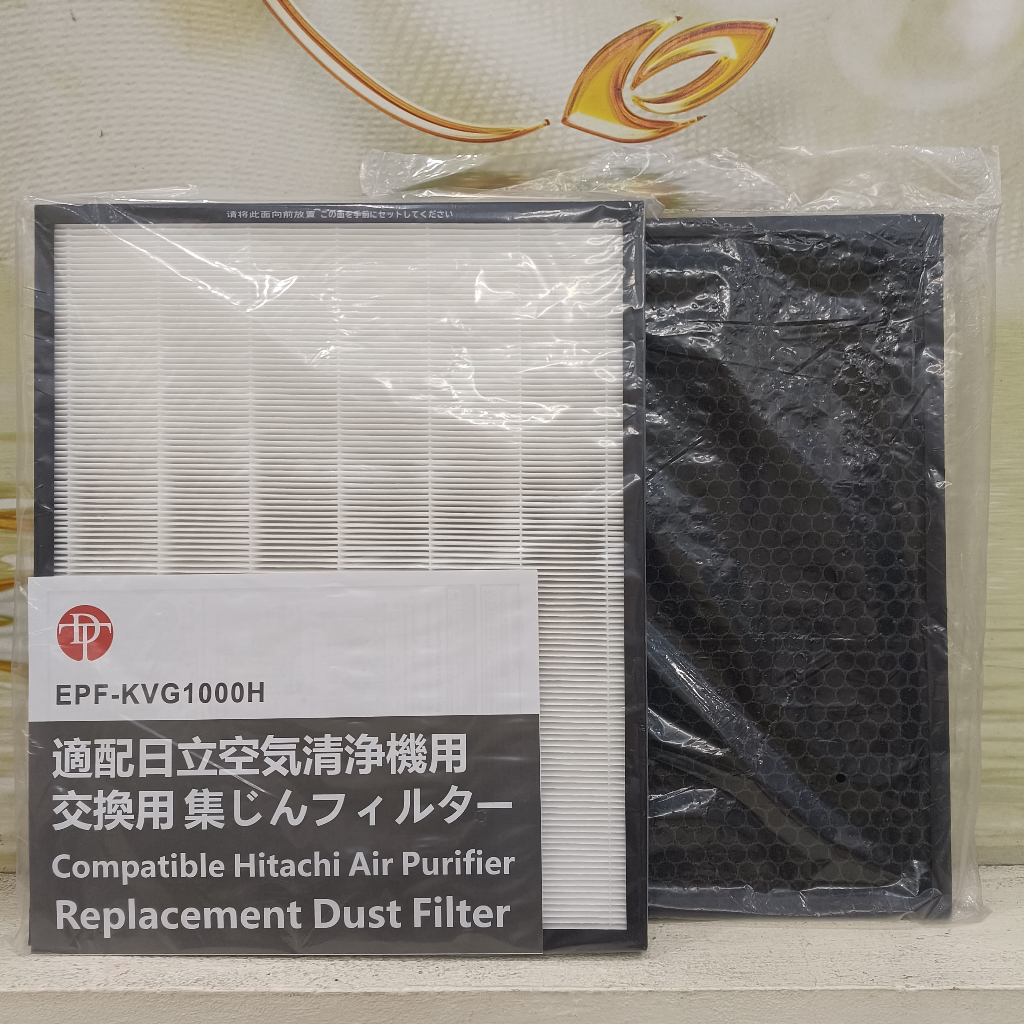 请将此面向前放置 この面を手前にセットしてください
DT
EPF-KVG1000H
適配日立空気清浄機用
交換用 集じんフィルター
Compatible Hitachi Air Purifier
Replacement Dust Filter